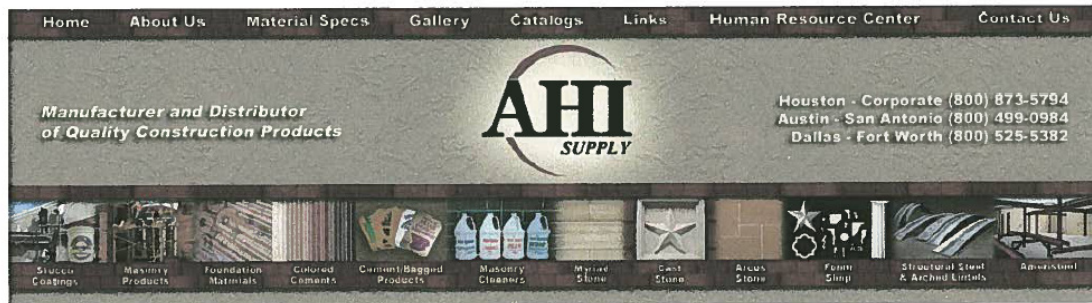 Home About Us Material Specs Gallery Catalogs Links Human Resource Center Contact Us
Manufacturer and Distributor
of Quality Construction Products
AHI
SUPPLY
Houston - Corporate (800) 873-5794
Austin - San Antonio (800) 499-0984
Dallas - Fort Worth (800) 525-5382
Stucco
Coatings
Masonry
Products
Foundation
Materials
Colored
Cements
Cement/Bagged
Products
Masonry
Cleaners
Stone
Cast
Stone
Arcus
Stone
Foam
Structural Steel
& Arched Lintels